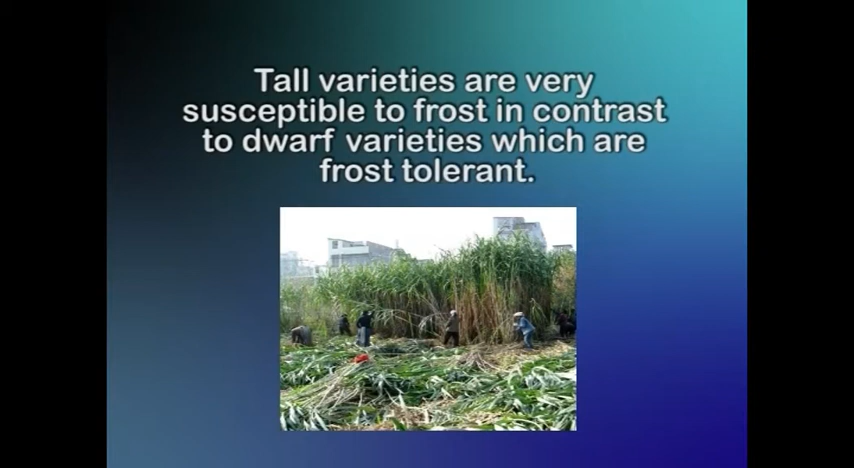 Tall varieties are very
susceptible to frost in contrast
to dwarf varieties which are
frost tolerant.